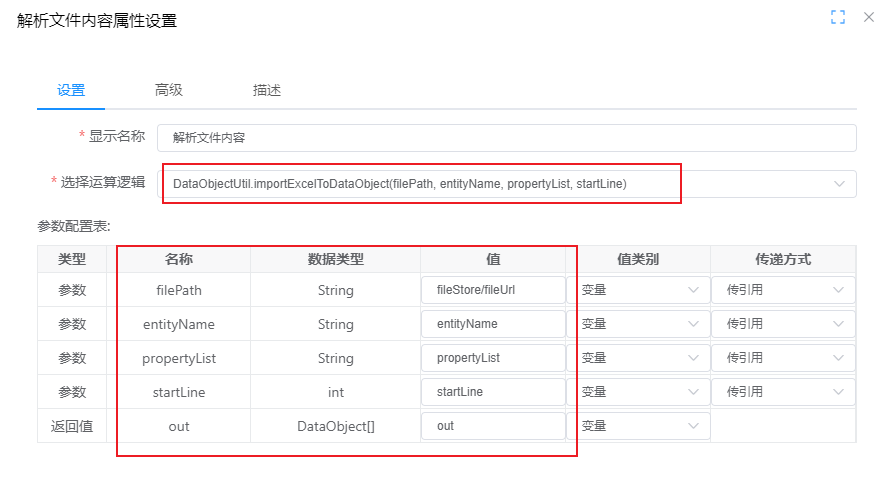 解析文件内容属性设置
设置 高级 描述
* 显示名称 解析文件内容
* 选择运算逻辑 DataObjectUtil.importExcelToDataObject(filePath, entityName, propertyList, startLine)
参数配置表:
类型 名称 数据类型 值 值类别 传递方式
参数 filePath String fileStore/fileUrl 变量 传引用
参数 entityName String entityName 变量 传引用
参数 propertyList String propertyList 变量 传引用
参数 startLine int startLine 变量 传引用
返回值 out DataObject[] out 变量